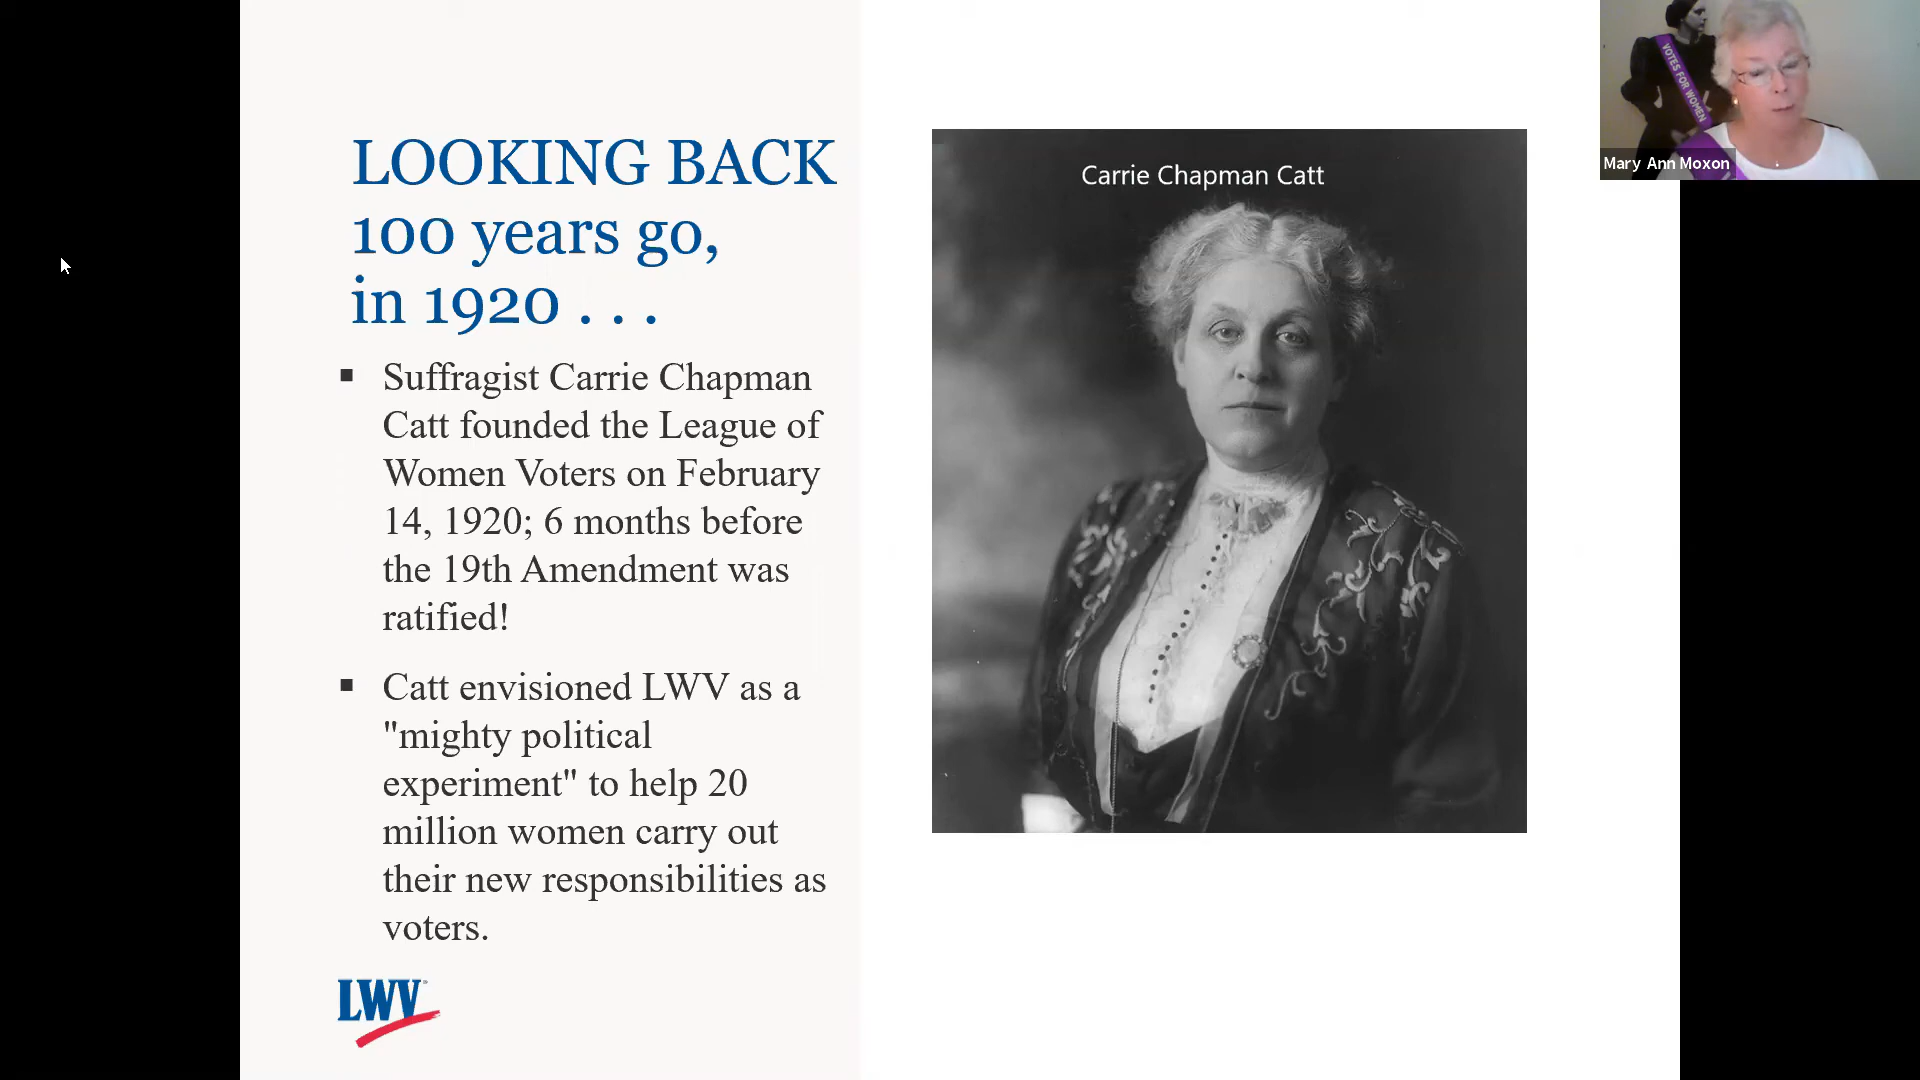 LOOKING BACK
100 years go,
in 1920 . . .
▪ Suffragist Carrie Chapman
Catt founded the League of
Women Voters on February
14, 1920; 6 months before
the 19th Amendment was
ratified!
▪ Catt envisioned LWV as a
"mighty political
experiment" to help 20
million women carry out
their new responsibilities as
voters.
LWV
Carrie Chapman Catt
VOTES FOR WOMEN
Mary Ann Moxon